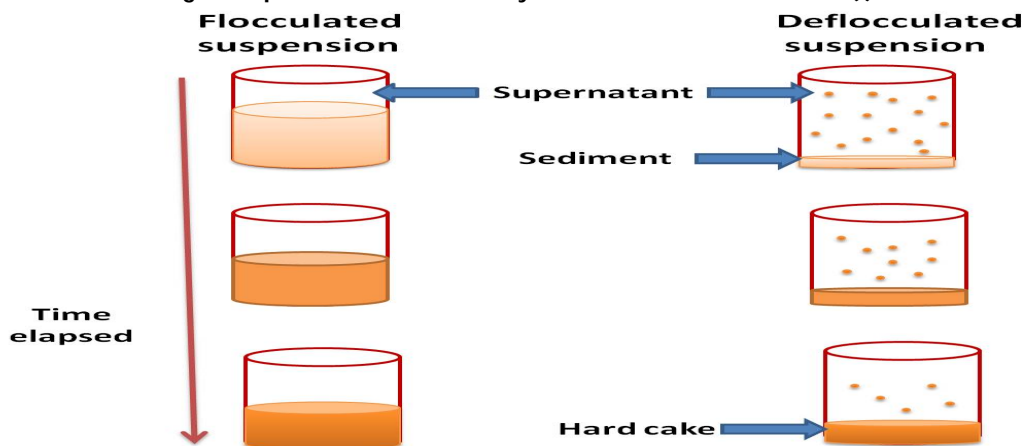 Flocculated
suspension
Deflocculated
suspension
Supernatant
Sediment
Time
elapsed
Hard cake